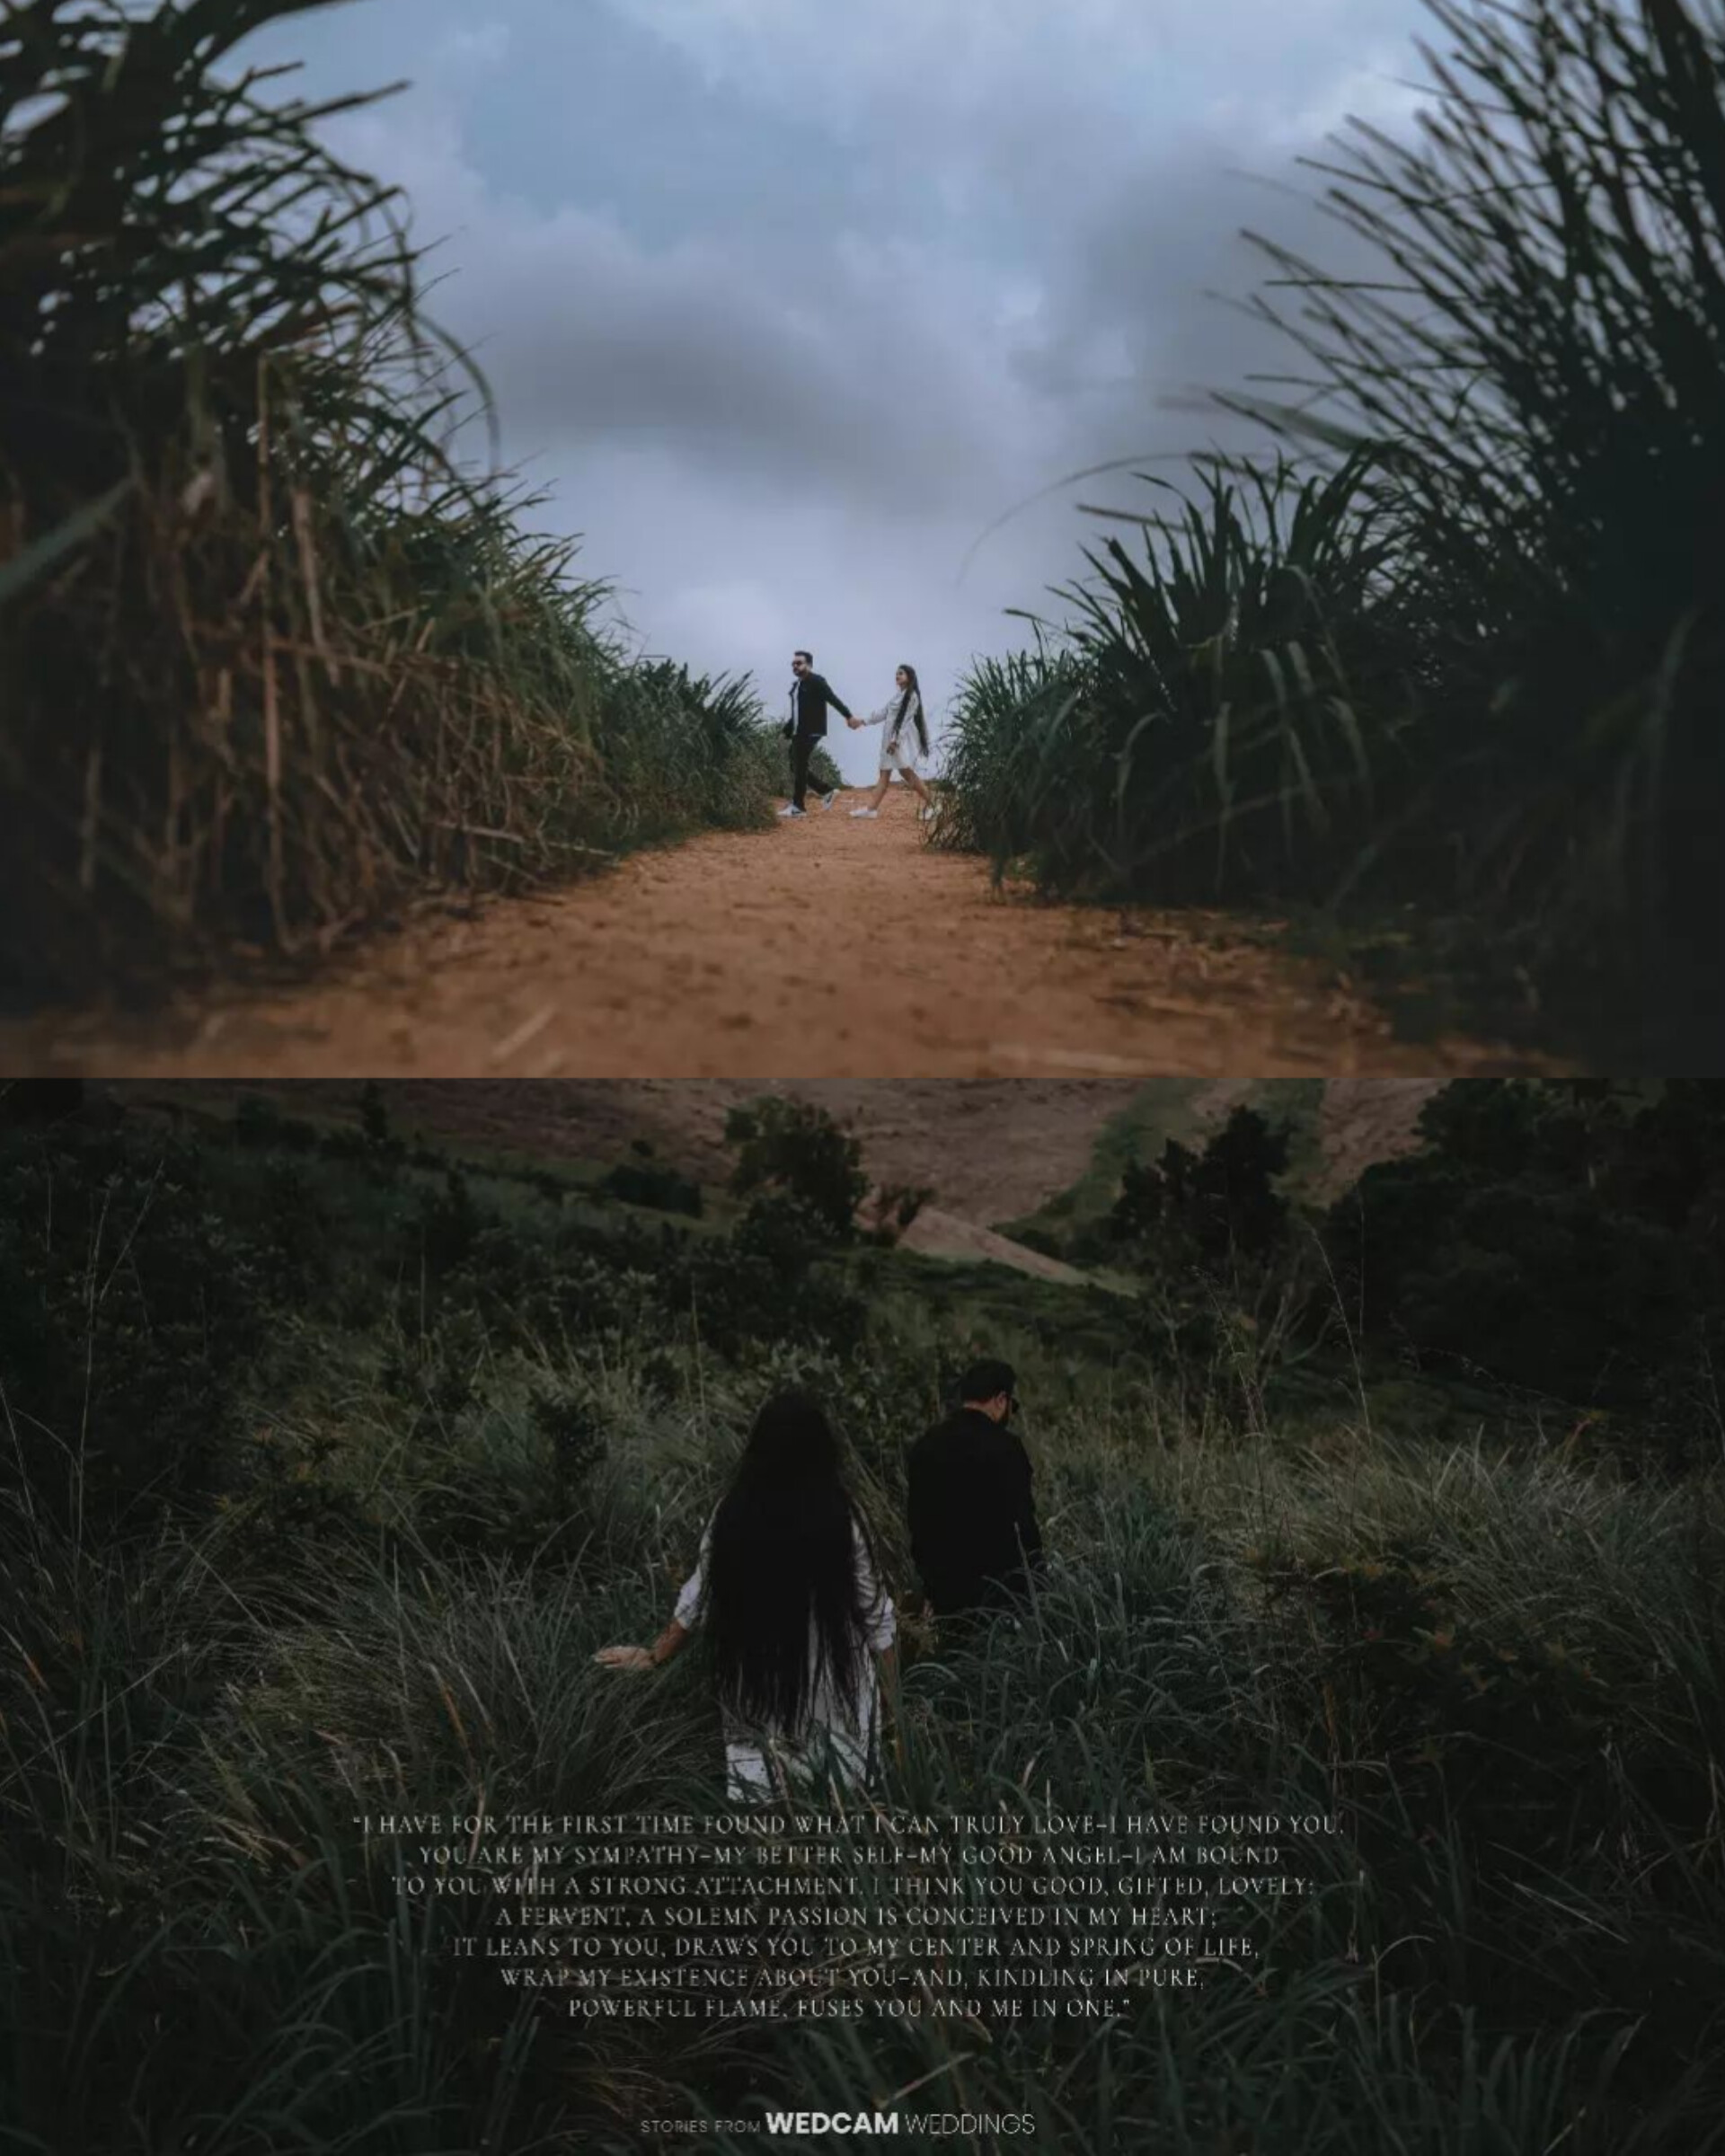 “I HAVE FOR THE FIRST TIME FOUND WHAT I CAN TRULY LOVE–I HAVE FOUND YOU.
YOU ARE MY SYMPATHY–MY BETTER SELF–MY GOOD ANGEL–I AM BOUND
TO YOU WITH A STRONG ATTACHMENT. I THINK YOU GOOD, GIFTED, LOVELY:
A FERVENT, A SOLEMN PASSION IS CONCEIVED IN MY HEART;
IT LEANS TO YOU, DRAWS YOU TO MY CENTER AND SPRING OF LIFE,
WRAP MY EXISTENCE ABOUT YOU–AND, KINDLING IN PURE,
POWERFUL FLAME, FUSES YOU AND ME IN ONE.”
STORIES FROM WEDCAM WEDDINGS